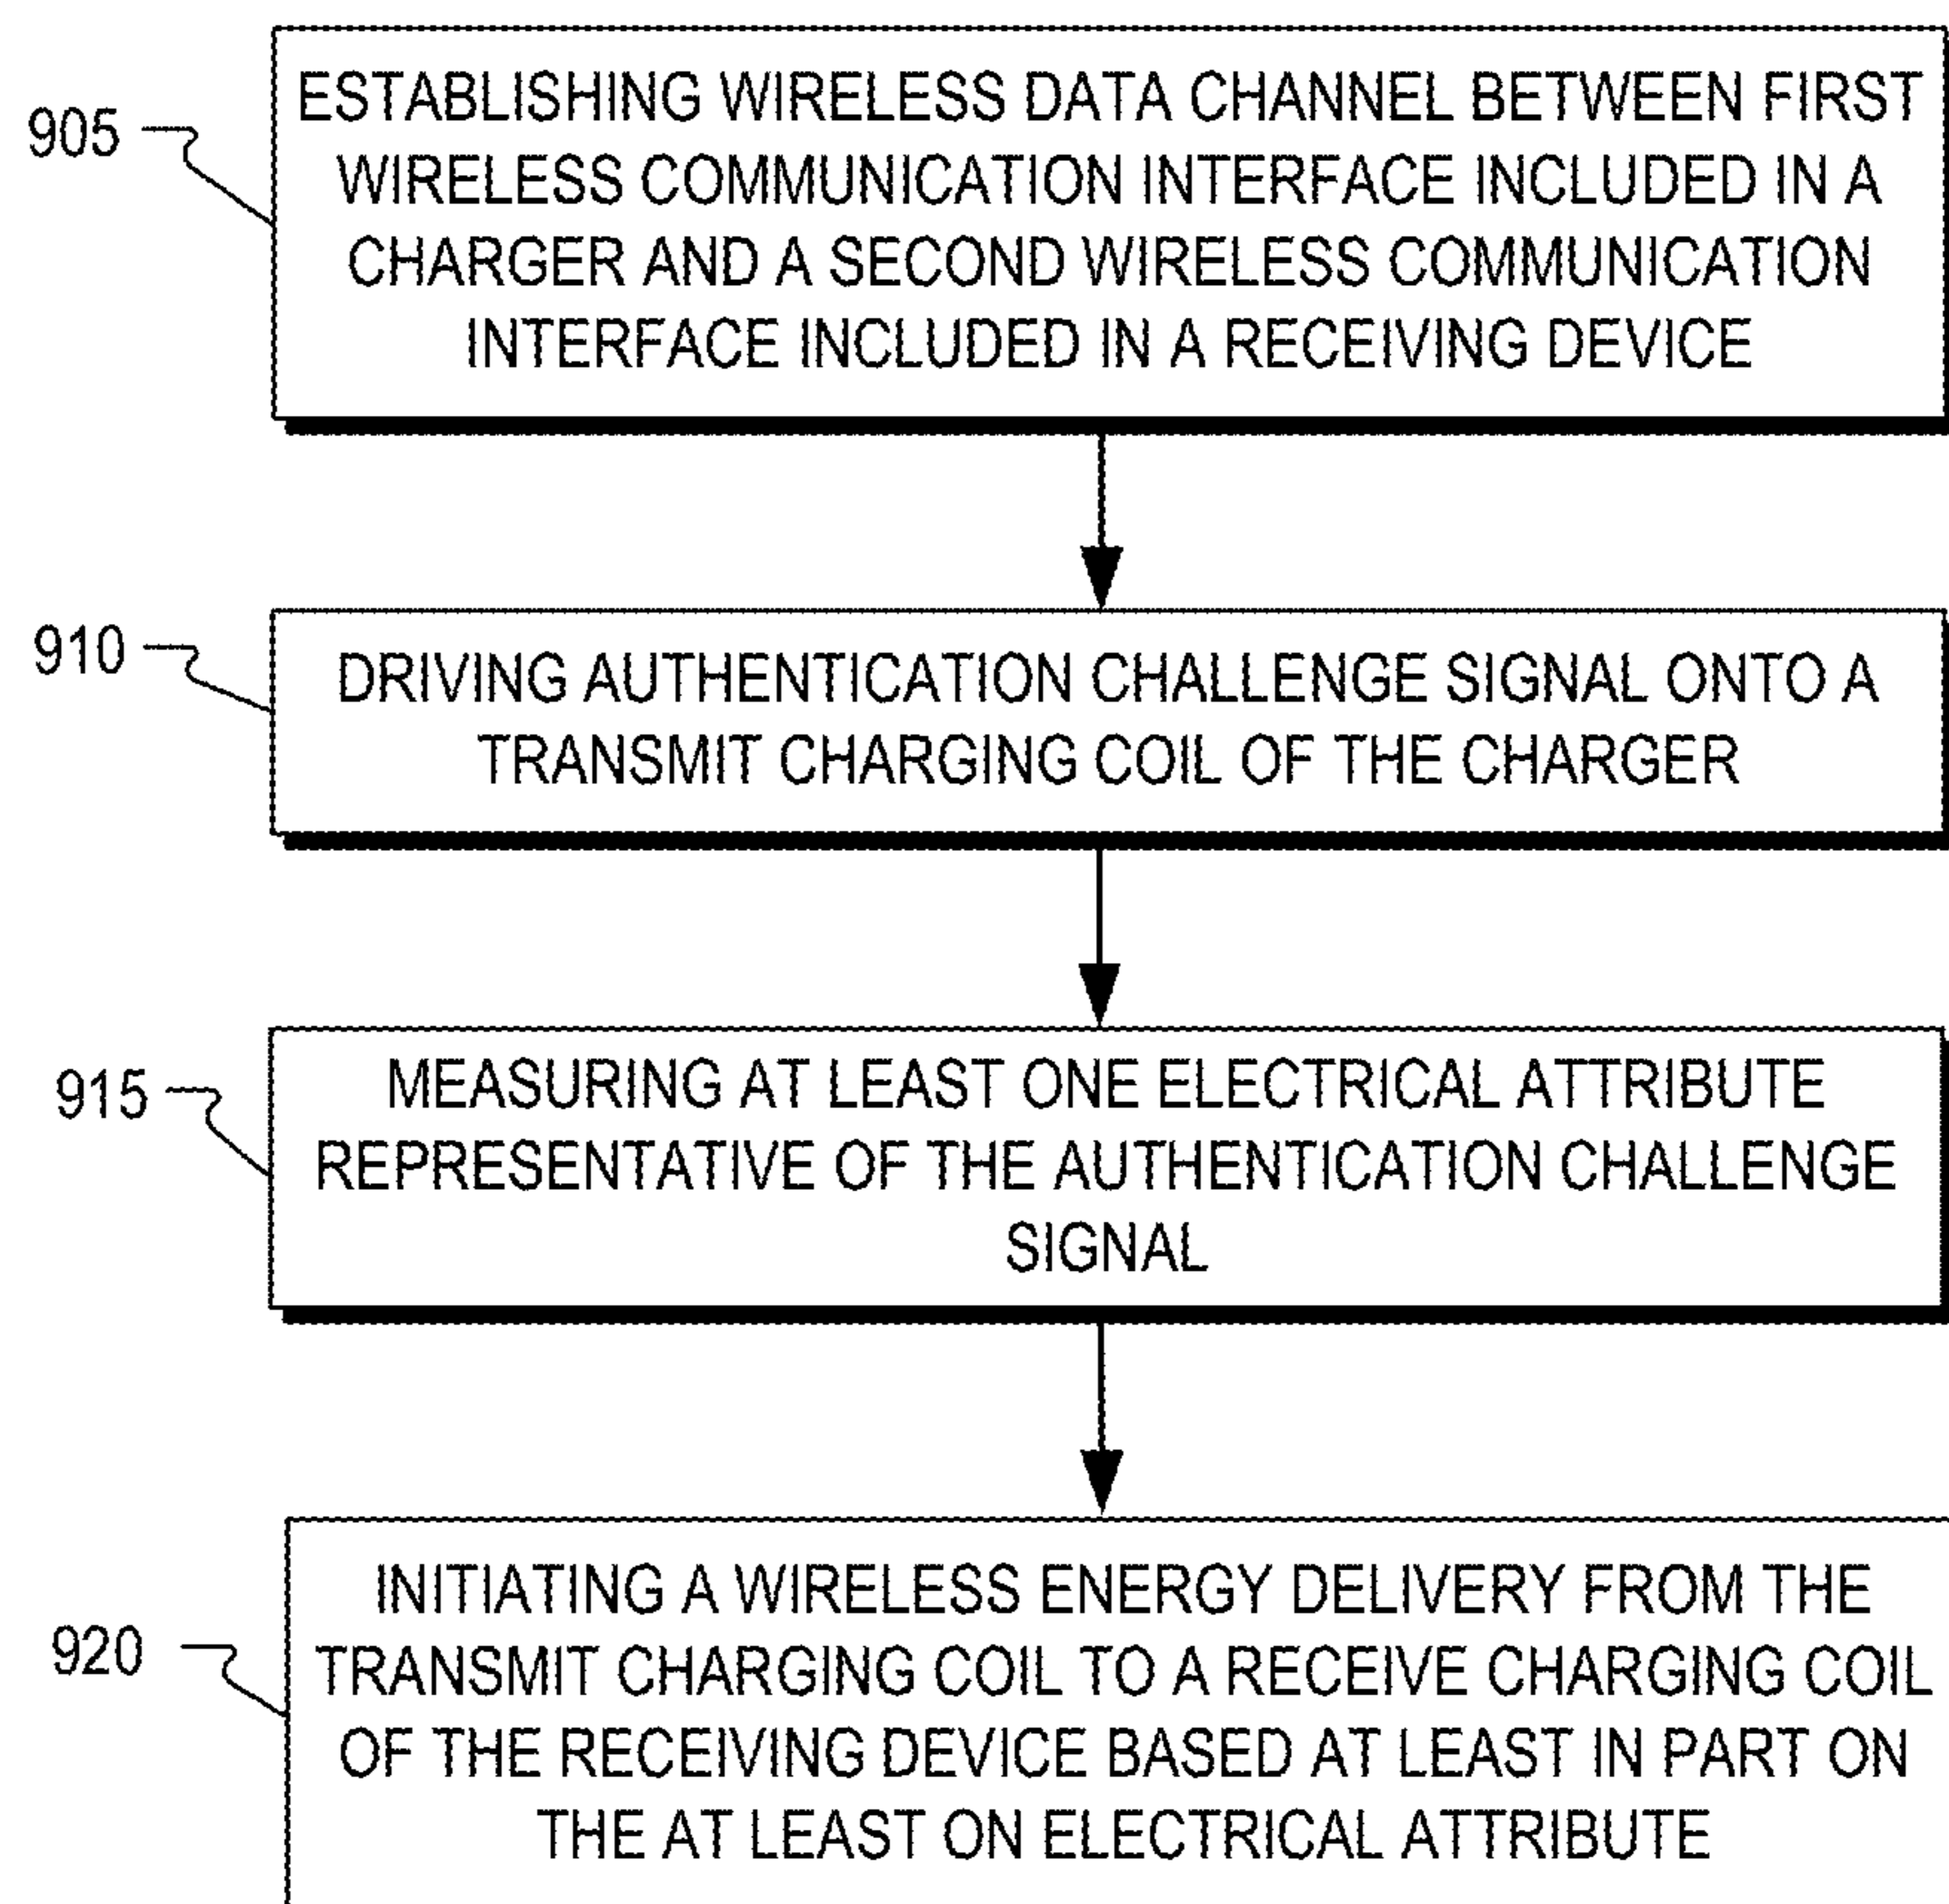 905
ESTABLISHING WIRELESS DATA CHANNEL BETWEEN FIRST
WIRELESS COMMUNICATION INTERFACE INCLUDED IN A
CHARGER AND A SECOND WIRELESS COMMUNICATION
INTERFACE INCLUDED IN A RECEIVING DEVICE
910
DRIVING AUTHENTICATION CHALLENGE SIGNAL ONTO A
TRANSMIT CHARGING COIL OF THE CHARGER
915
MEASURING AT LEAST ONE ELECTRICAL ATTRIBUTE
REPRESENTATIVE OF THE AUTHENTICATION CHALLENGE
SIGNAL
920
INITIATING A WIRELESS ENERGY DELIVERY FROM THE
TRANSMIT CHARGING COIL TO A RECEIVE CHARGING COIL
OF THE RECEIVING DEVICE BASED AT LEAST IN PART ON
THE AT LEAST ON ELECTRICAL ATTRIBUTE